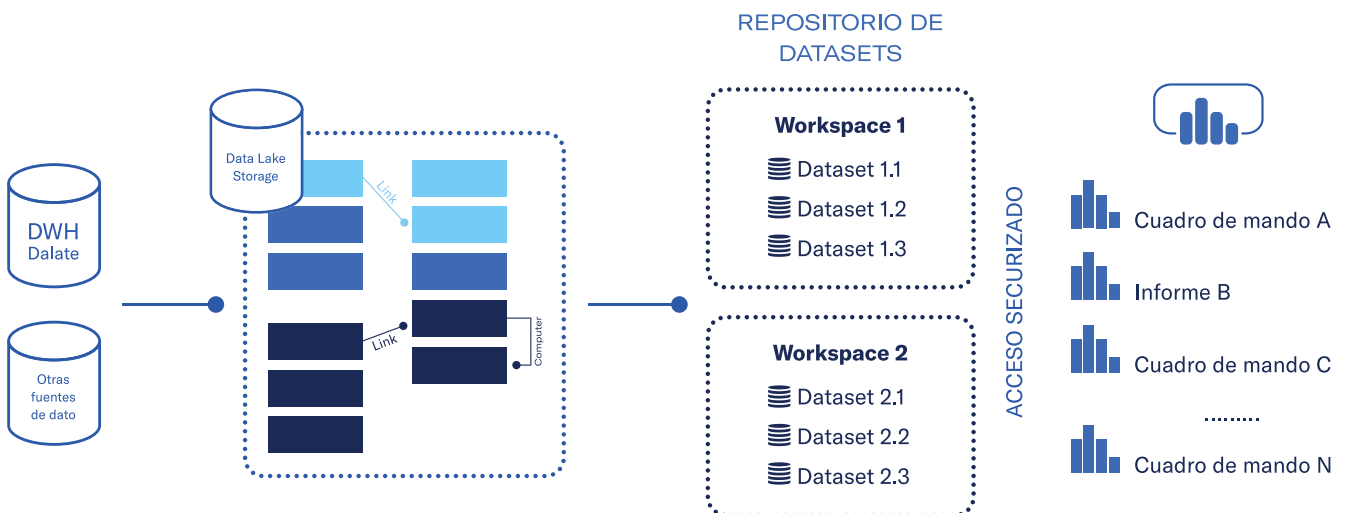 REPOSITORIO DE
DATASETS
DWH
Dalate
Otras
fuentes
de dato
Data Lake
Storage
Link
Link
Computer
Workspace 1
Dataset 1.1
Dataset 1.2
Dataset 1.3
Workspace 2
Dataset 2.1
Dataset 2.2
Dataset 2.3
ACCESO SECURIZADO
Cuadro de mando A
Informe B
Cuadro de mando C
.........
Cuadro de mando N